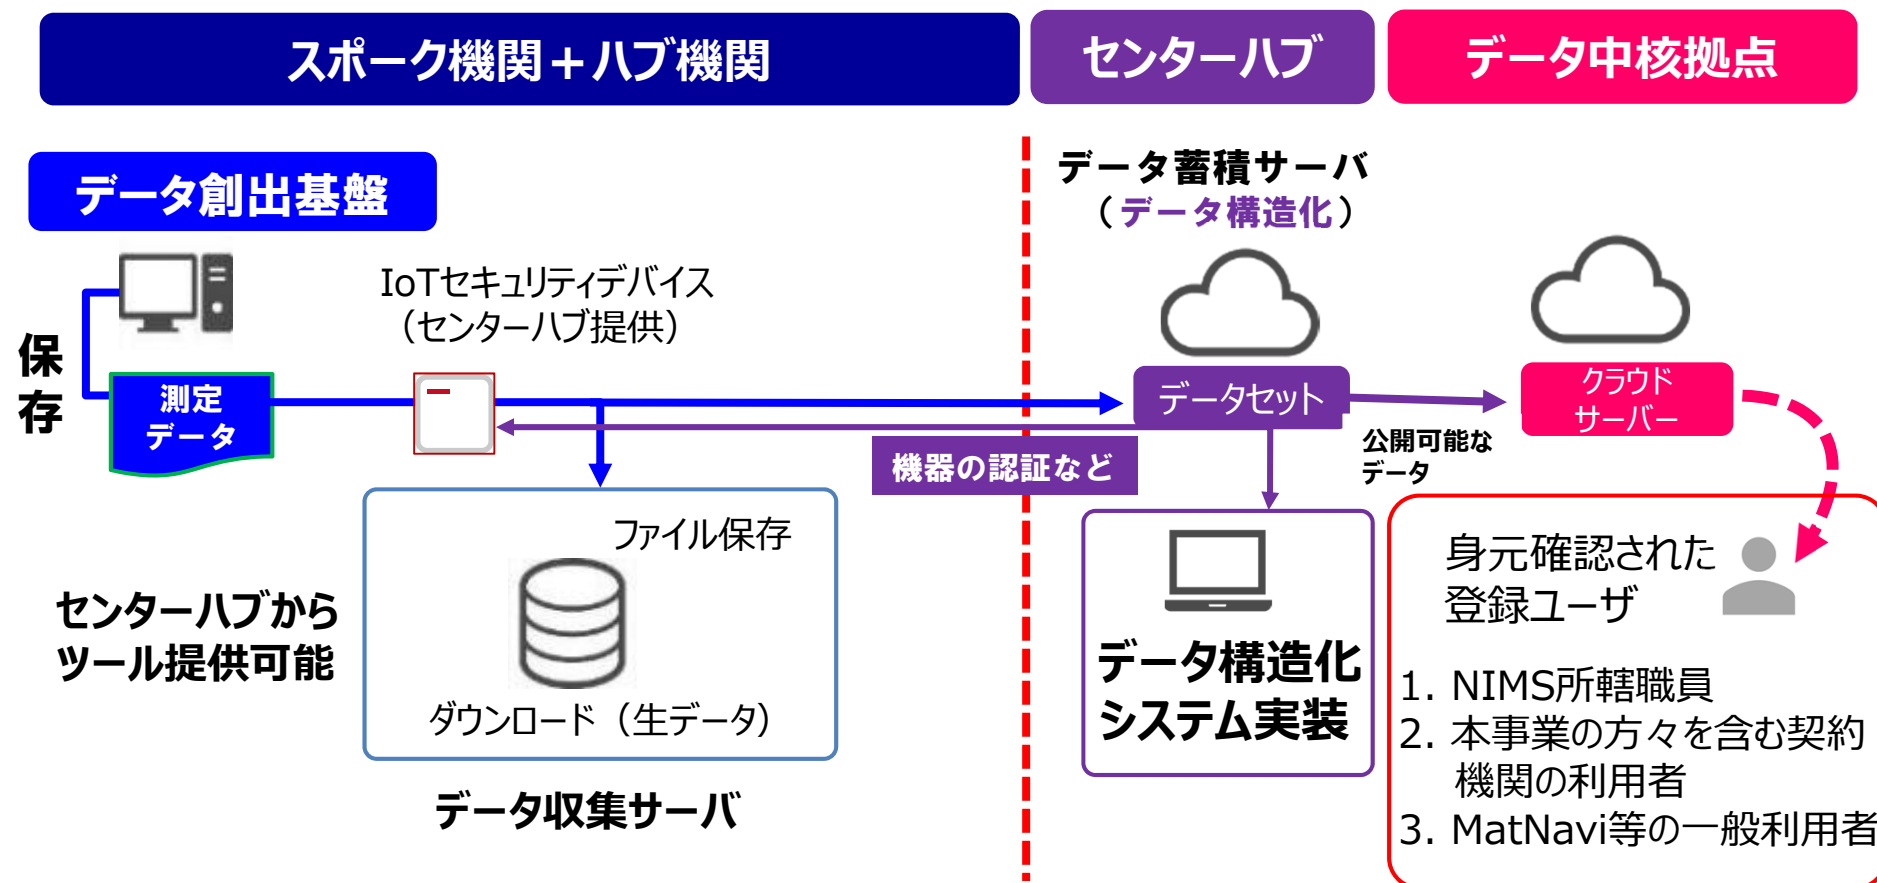 スポーク機関+ハブ機関
センターハブ
データ中核拠点
データ創出基盤
データ蓄積サーバ
(データ構造化)
IoTセキュリティデバイス
(センターハブ提供)
保
存
測定
データ
データセット
クラウド
サーバー
機器の認証など
公開可能な
データ
ファイル保存
ダウンロード(生データ)
データ収集サーバ
センターハブから
ツール提供可能
データ構造化
システム実装
身元確認された
登録ユーザ
1. NIMS所轄職員
2. 本事業の方々を含む契約
機関の利用者
3. MatNavi等の一般利用者